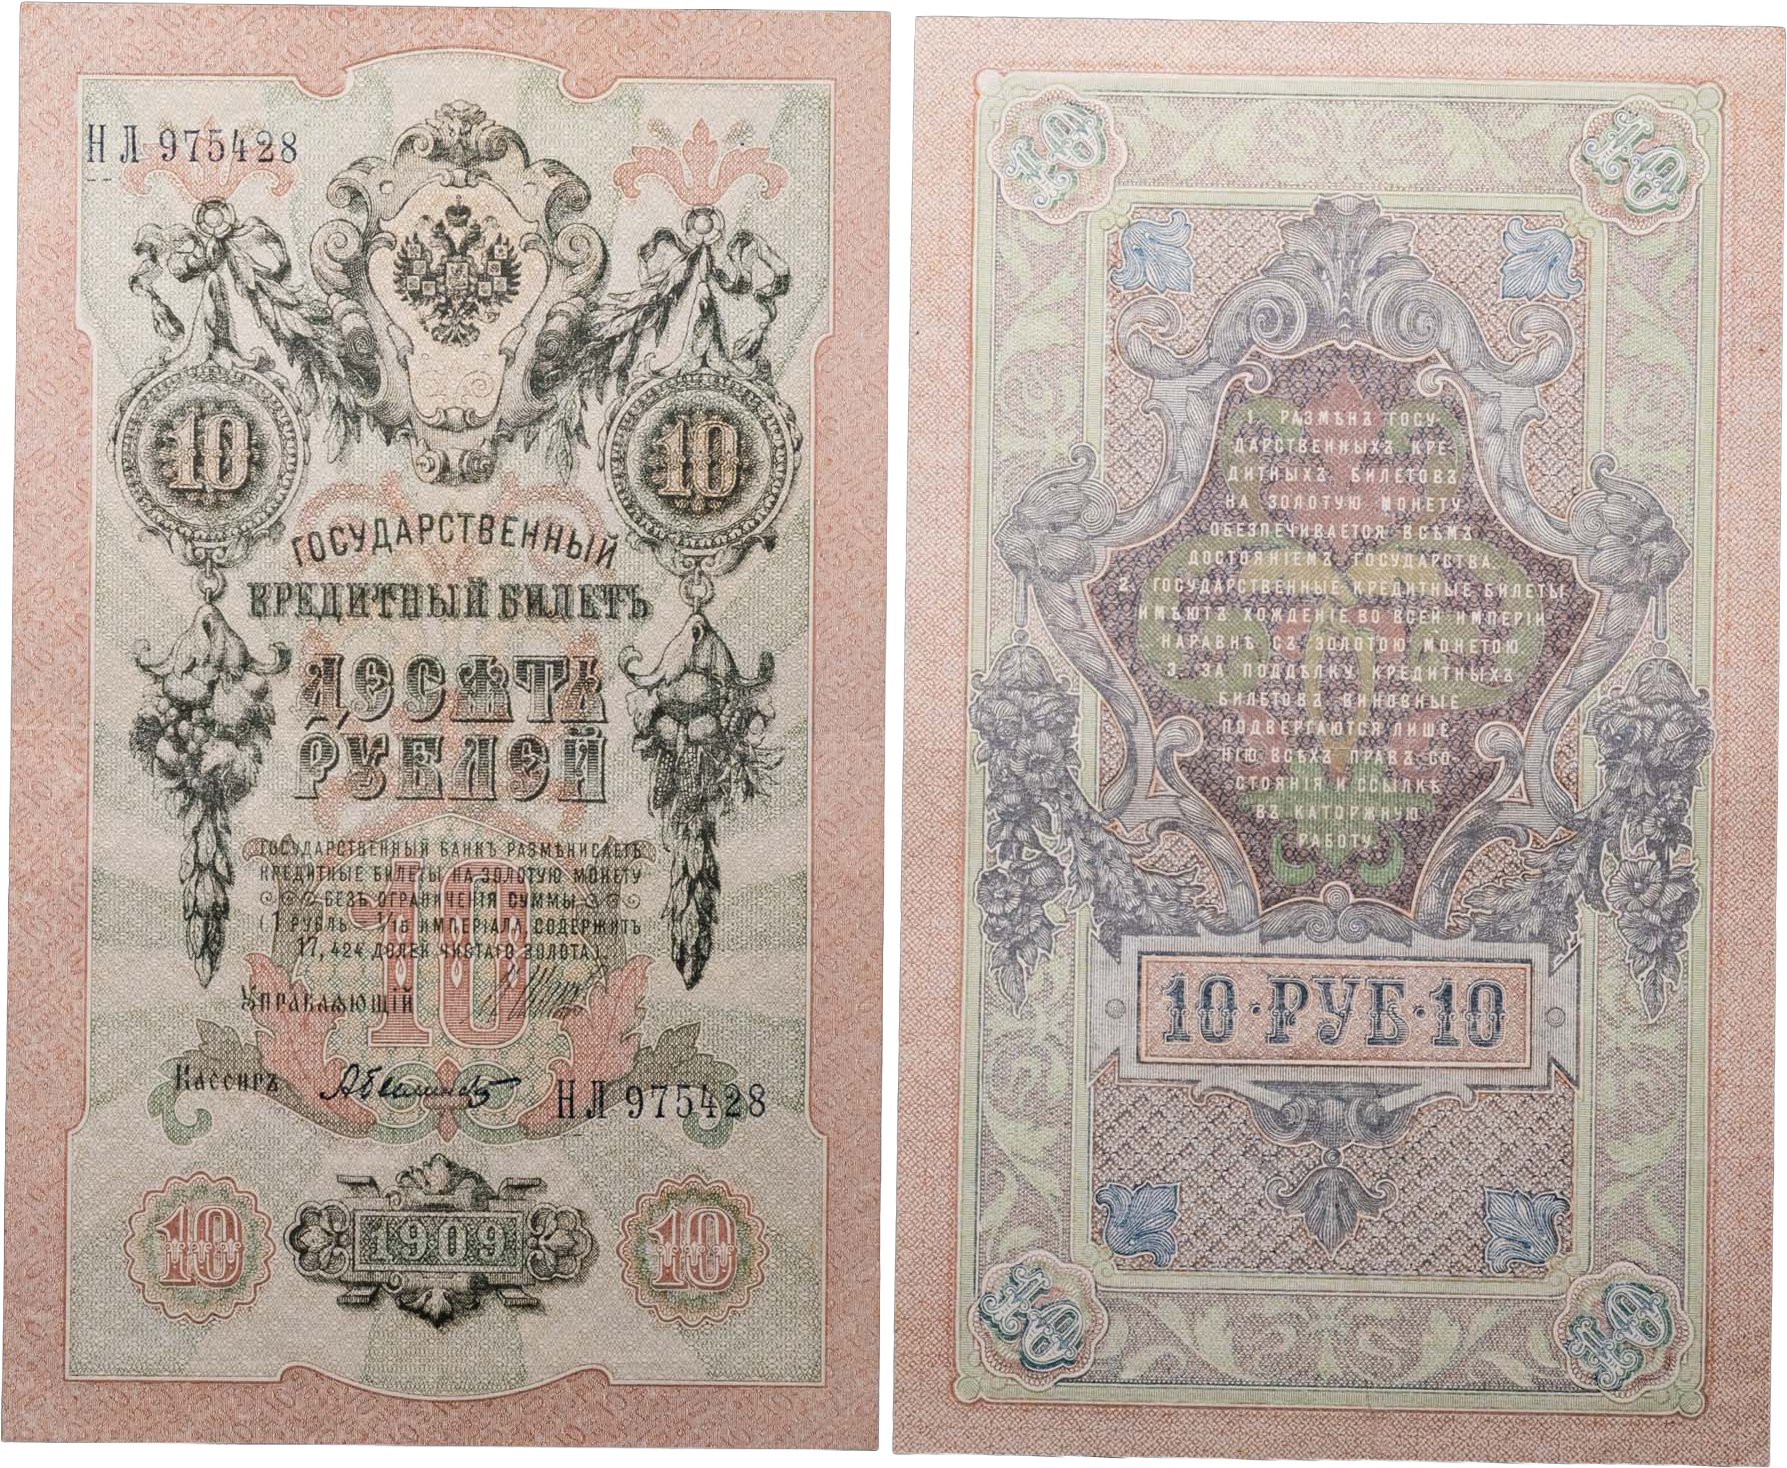 НЛ 975428
10
10
ГОСУДАРСТВЕННЫЙ
КРЕДИТНЫЙ БИЛЕТЪ
ДЕСЯТЬ
РУБЛЕЙ
ГОСУДАРСТВЕННЫЙ БАНКЪ РАЗМѢНИВАЕТЪ
КРЕДИТНЫЕ БИЛЕТЫ НА ЗОЛОТУЮ МОНЕТУ
БЕЗЪ ОГРАНИЧЕНІЯ СУММЫ
(1 РУБЛЬ = 1/15 ИМПЕРІАЛА, СОДЕРЖИТЪ
17,424 ДОЛЕЙ ЧИСТАГО ЗОЛОТА).
10
УПРАВЛЯЮЩІЙ
КАССИРЪ
НЛ 975428
10
1909
10
10
10
1. РАЗМѢНЪ ГОСУ-
ДАРСТВЕННЫХЪ КРЕ-
ДИТНЫХЪ БИЛЕТОВЪ
НА ЗОЛОТУЮ МОНЕТУ
ОБЕЗПЕЧИВАЕТСЯ ВСѢМЪ
ДОСТОЯНІЕМЪ ГОСУДАРСТВА.
2. ГОСУДАРСТВЕННЫЕ КРЕДИТНЫЕ БИЛЕТЫ
ИМѢЮТЪ ХОЖДЕНІЕ ВО ВСЕЙ ИМПЕРІИ
НАРАВНѢ СЪ ЗОЛОТОЮ МОНЕТОЮ
3. ЗА ПОДДѢЛКУ КРЕДИТНЫХЪ
БИЛЕТОВЪ ВИНОВНЫЕ
ПОДВЕРГАЮТСЯ ЛИШЕ-
НІЮ ВСѢХЪ ПРАВЪ СО-
СТОЯНІЯ И ССЫЛКѢ
ВЪ КАТОРЖНУЮ
РАБОТУ.
10·РУБ·10
10
10